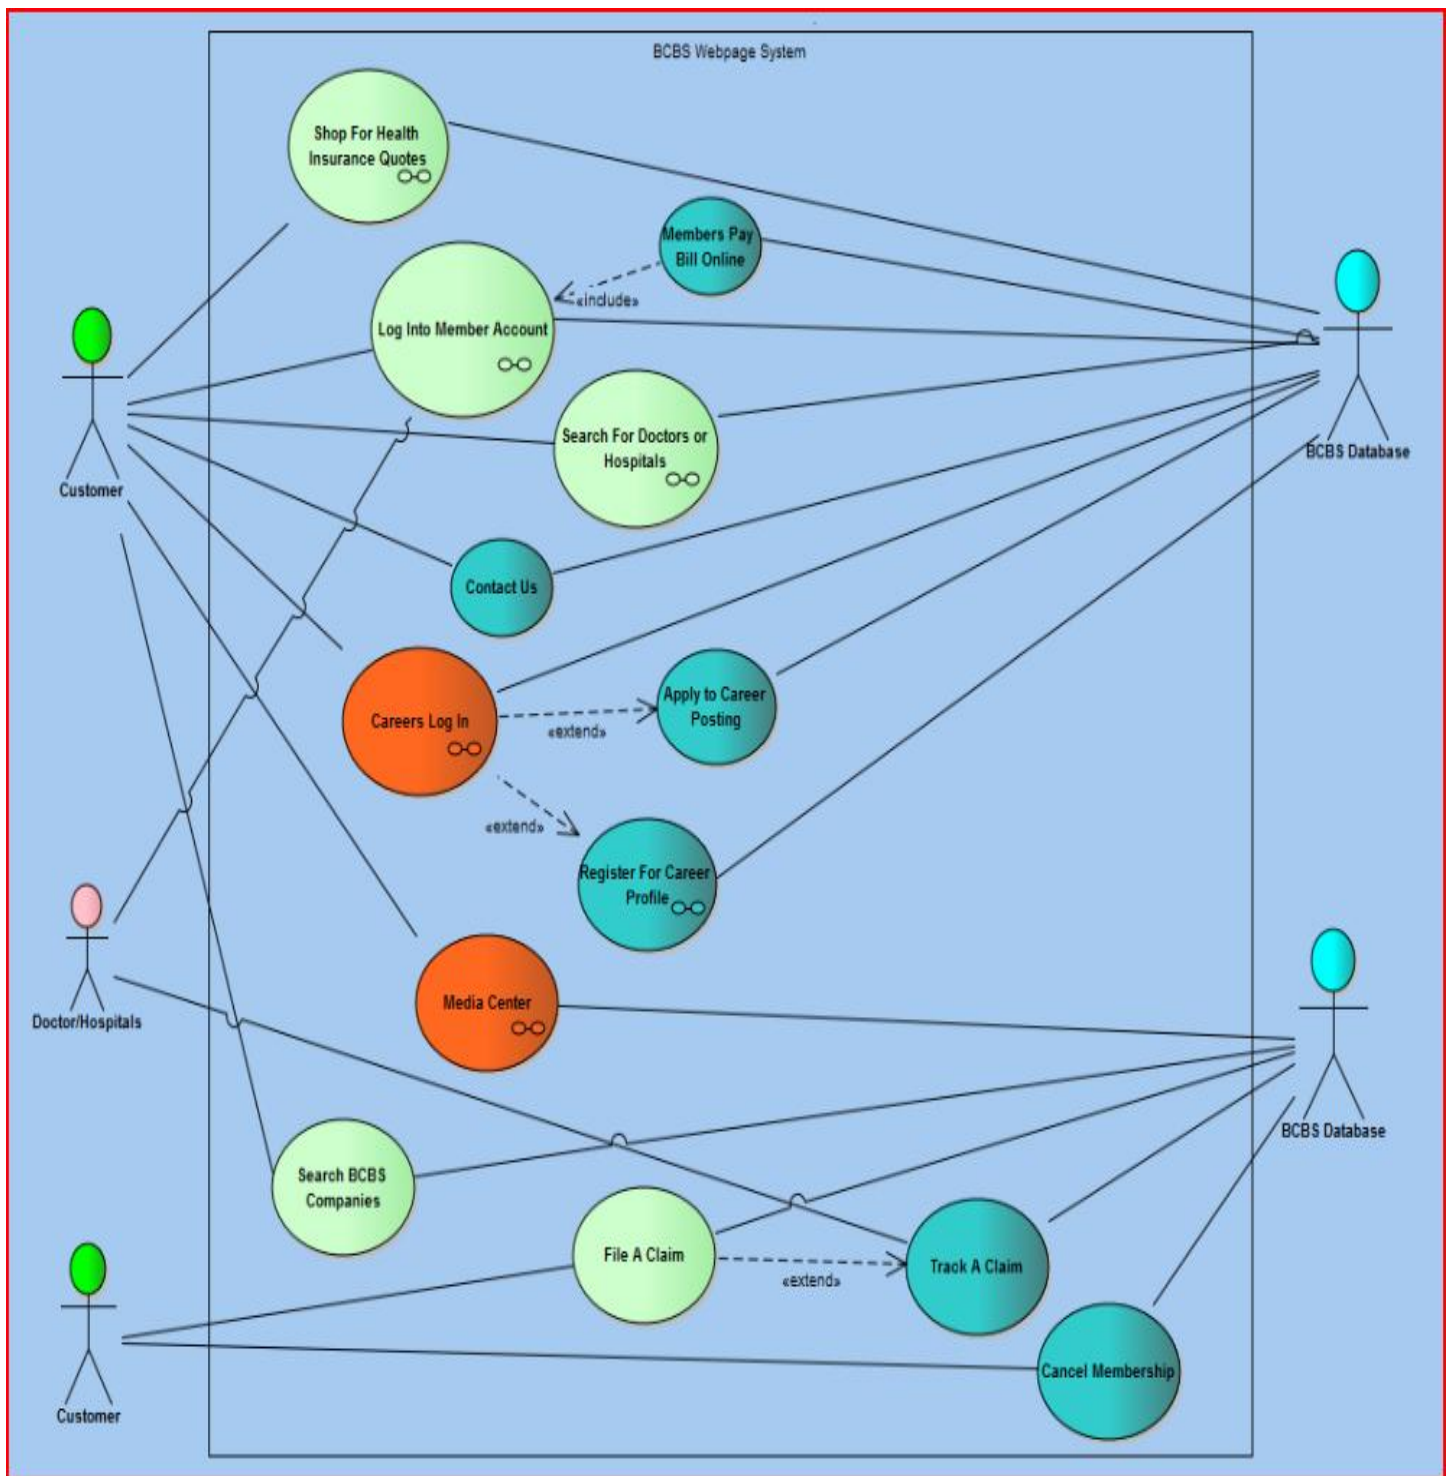 BCBS Webpage System
Shop For Health
Insurance Quotes
Members Pay
Bill Online
«include»
Log Into Member Account
Search For Doctors or
Hospitals
BCBS Database
Customer
Contact Us
Careers Log In
Apply to Career
Posting
«extend»
«extend»
Register For Career
Profile
Media Center
Doctor/Hospitals
BCBS Database
Search BCBS
Companies
File A Claim
«extend»
Track A Claim
Cancel Membership
Customer